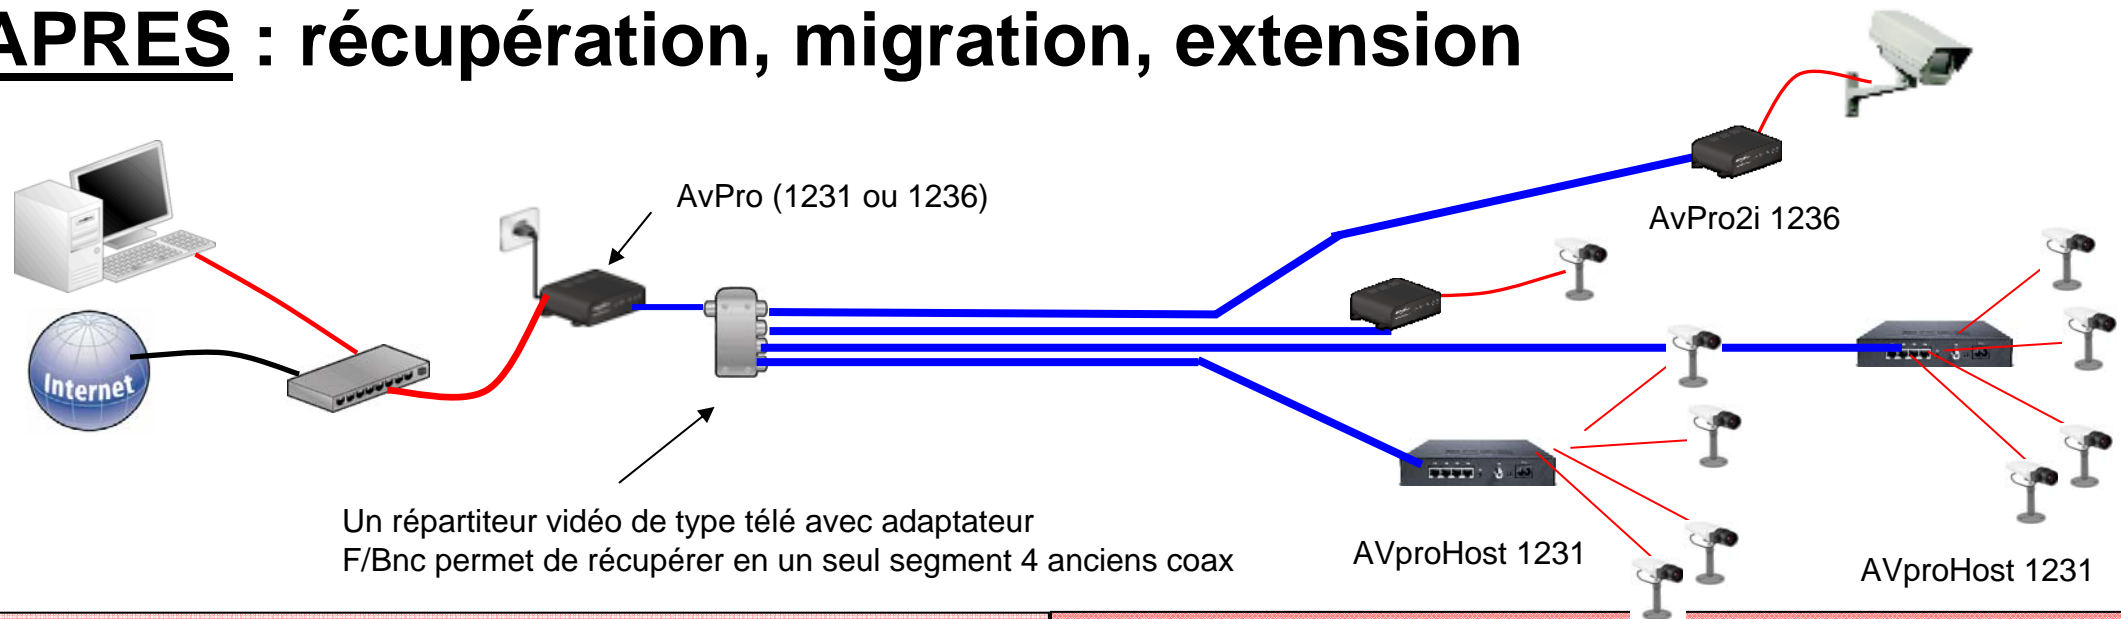 APRES : récupération, migration, extension
AvPro (1231 ou 1236)
AvPro2i 1236
Internet
Un répartiteur vidéo de type télé avec adaptateur
F/Bnc permet de récupérer en un seul segment 4 anciens coax
AVproHost 1231
AVproHost 1231